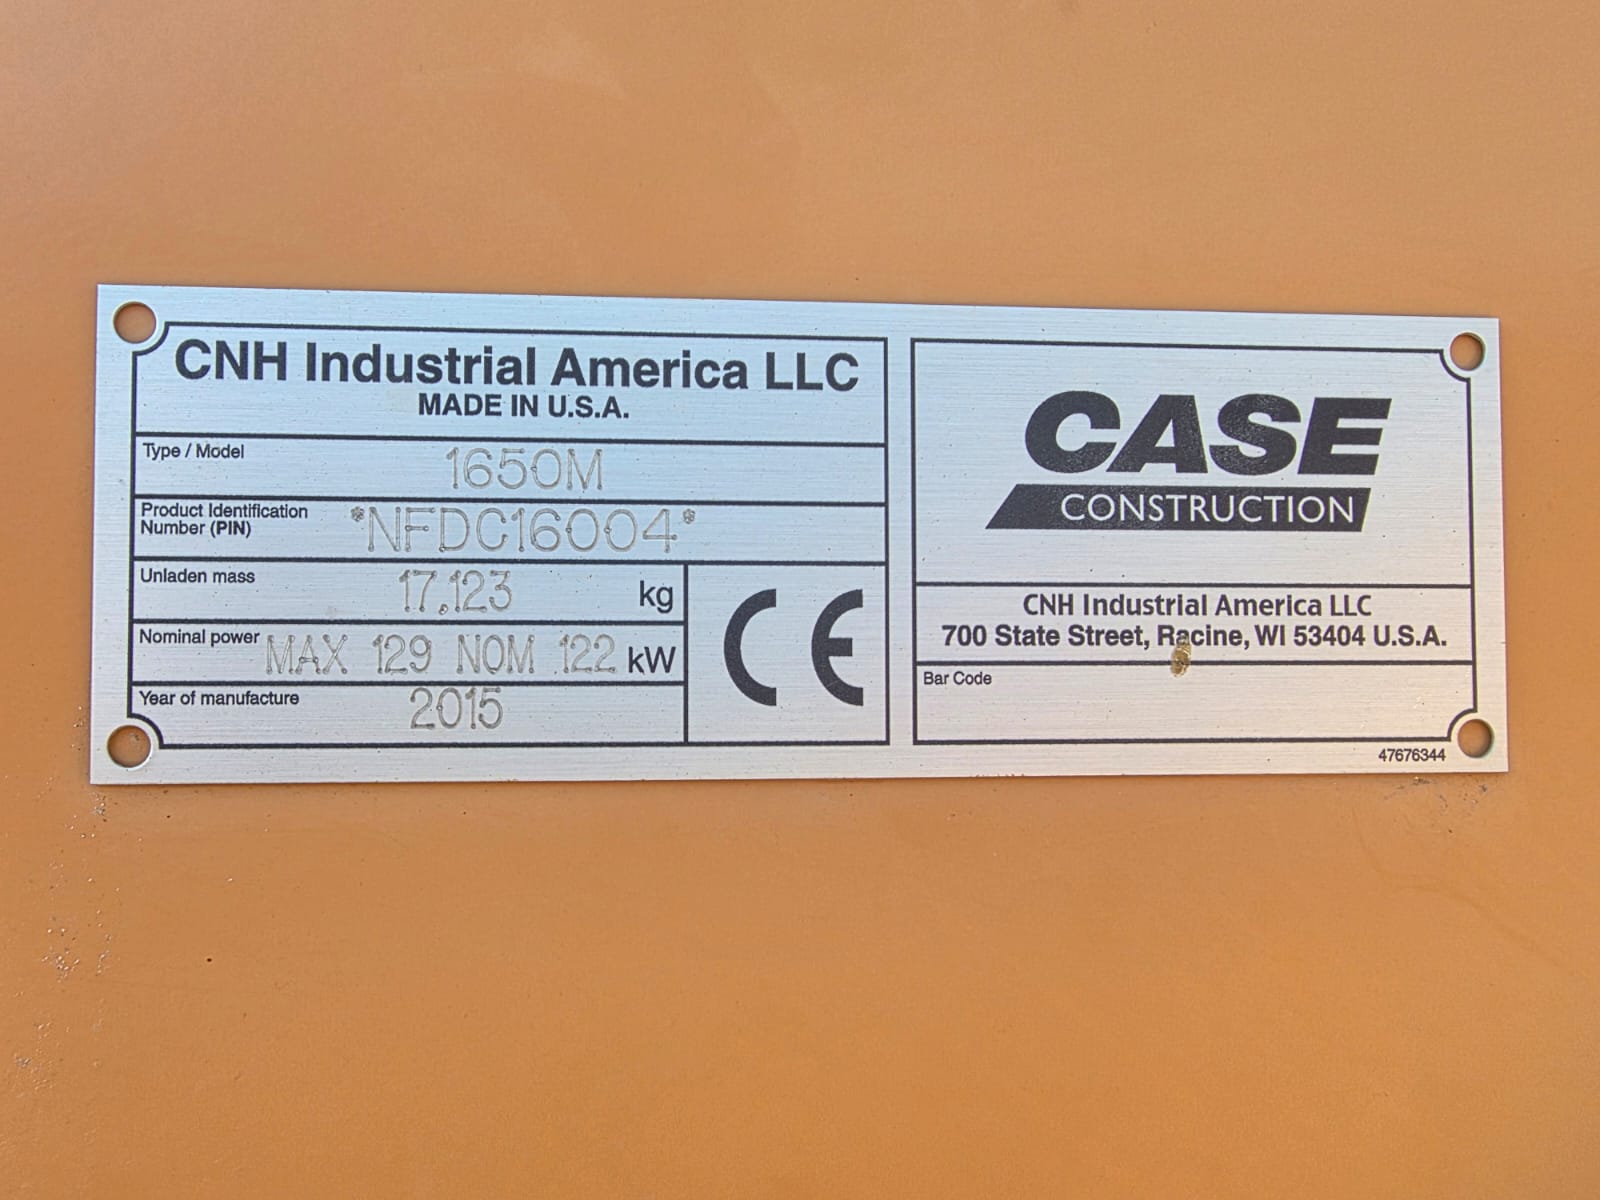 CNH Industrial America LLC
MADE IN U.S.A.
Type / Model 1650M
Product Identification
Number (PIN) *NFDC16004*
Unladen mass 17,123 kg
Nominal power MAX 129 NOM 122 kW
Year of manufacture 2015
CE
CASE
CONSTRUCTION
CNH Industrial America LLC
700 State Street, Racine, WI 53404 U.S.A.
Bar Code
47676344